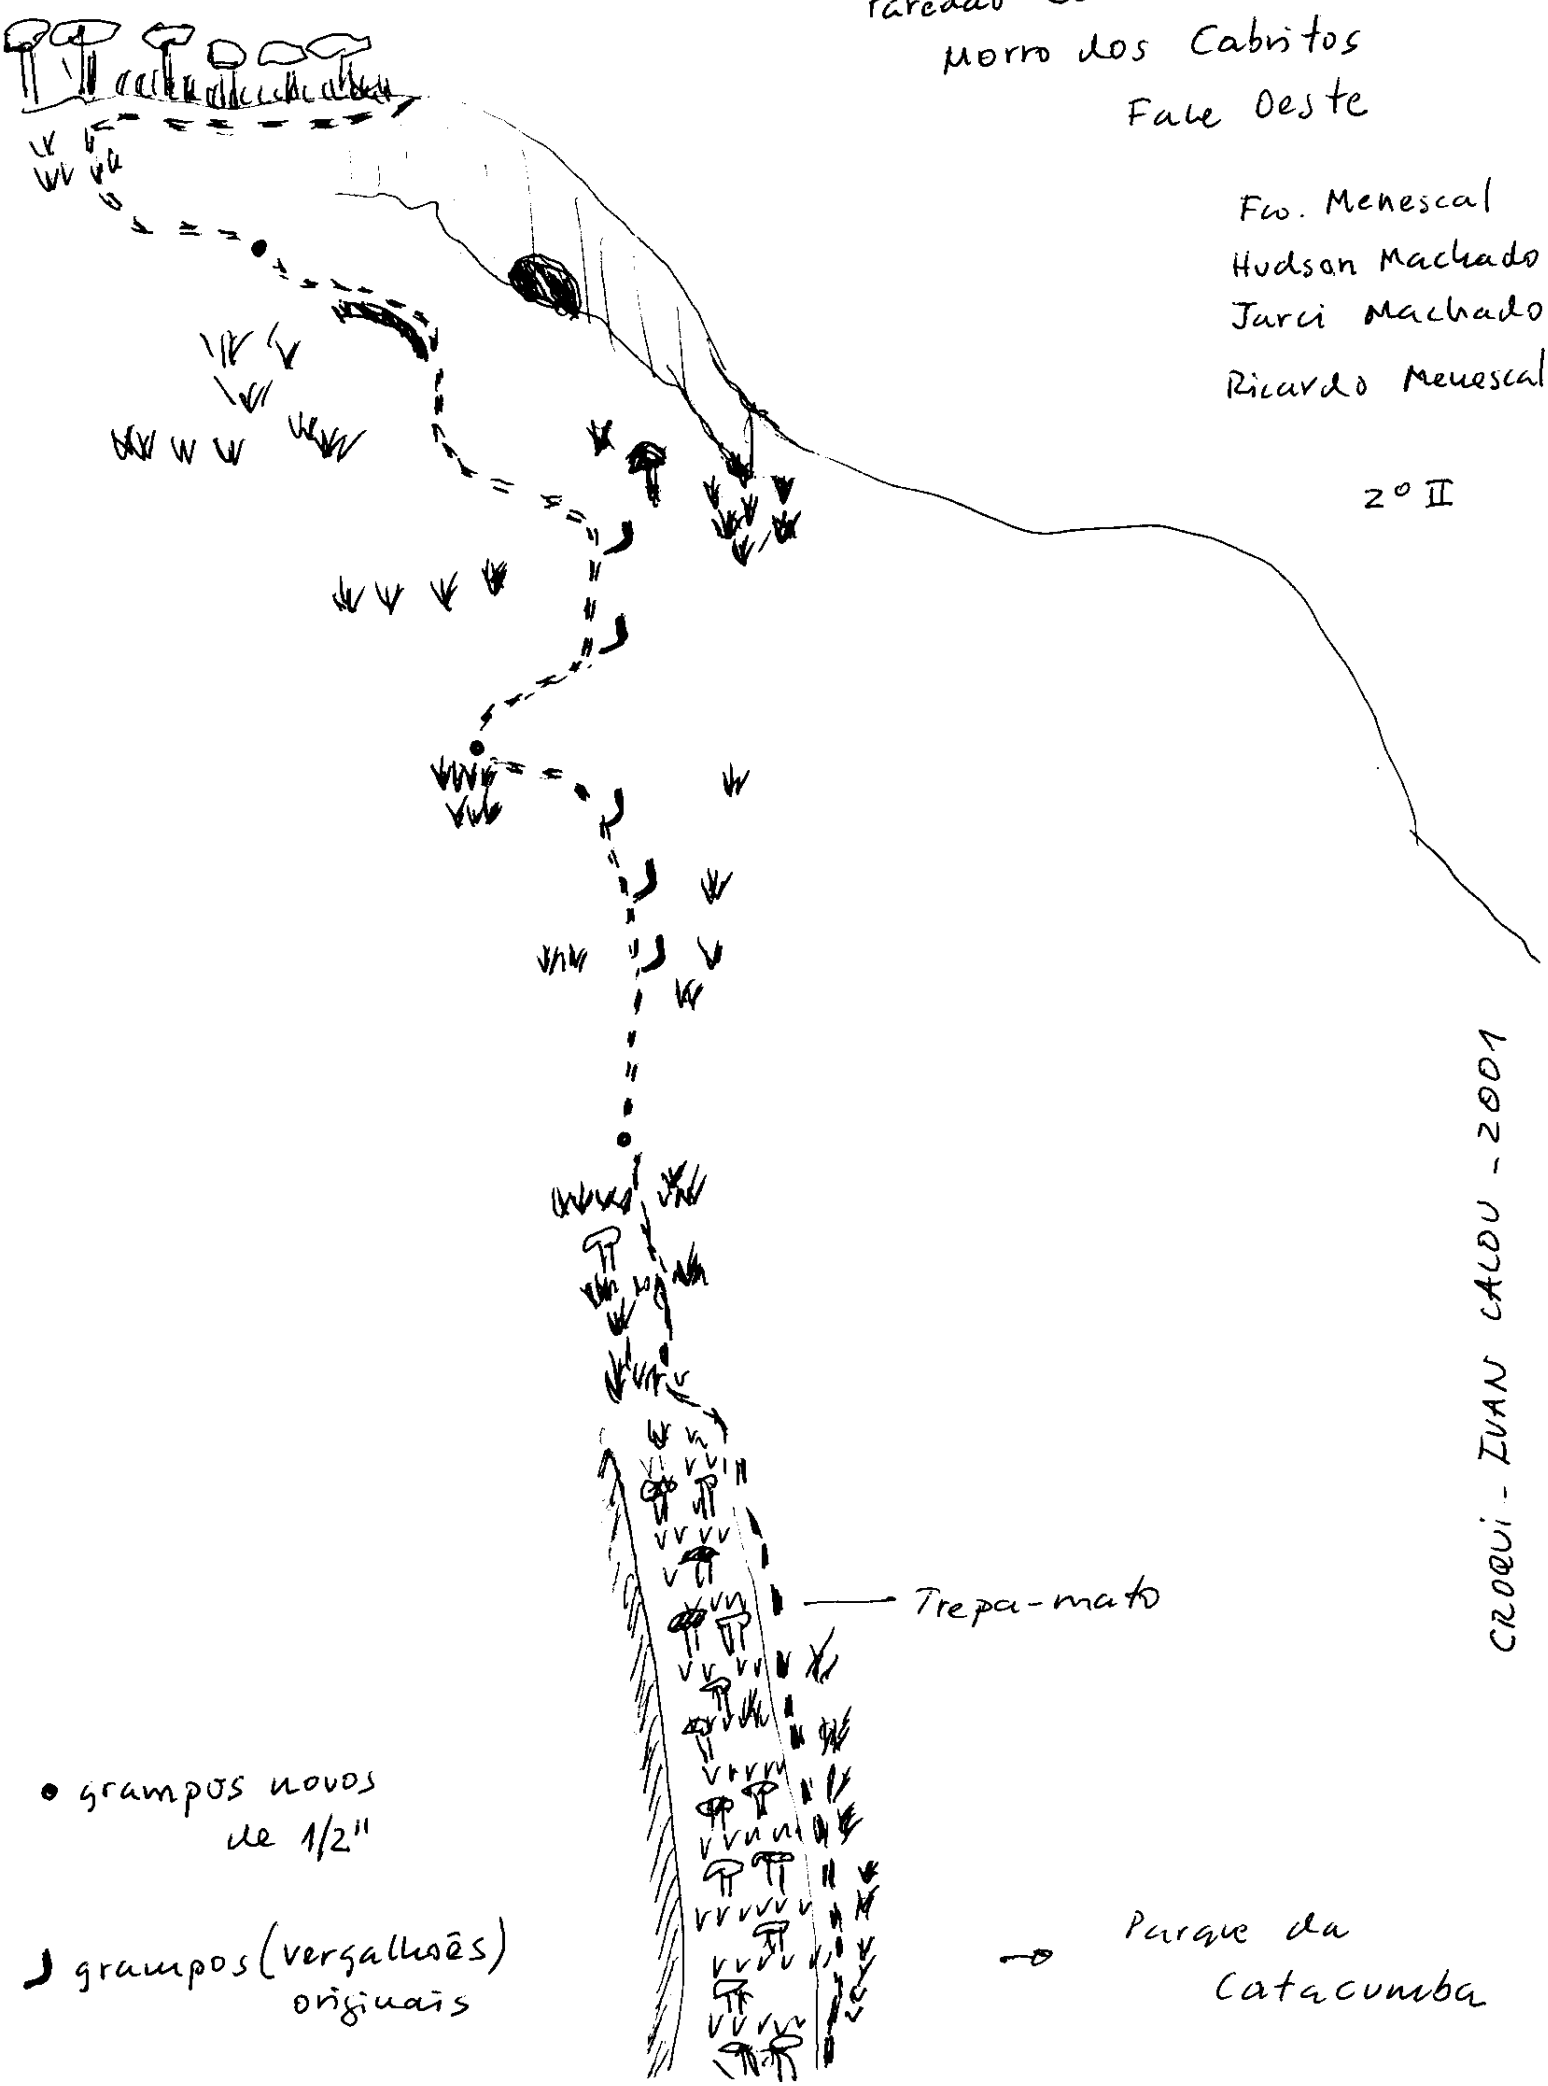 Paredão
Morro dos Cabritos
Face Oeste
Fco. Menescal
Hudson Machado
Jarci Machado
Ricardo Menescal
2º II
CROQUi - IVAN CALOU - 2001
Trepa-mato
• grampos novos
de 1/2"
grampos (vergalhões)
originais
Parque da
Catacumba